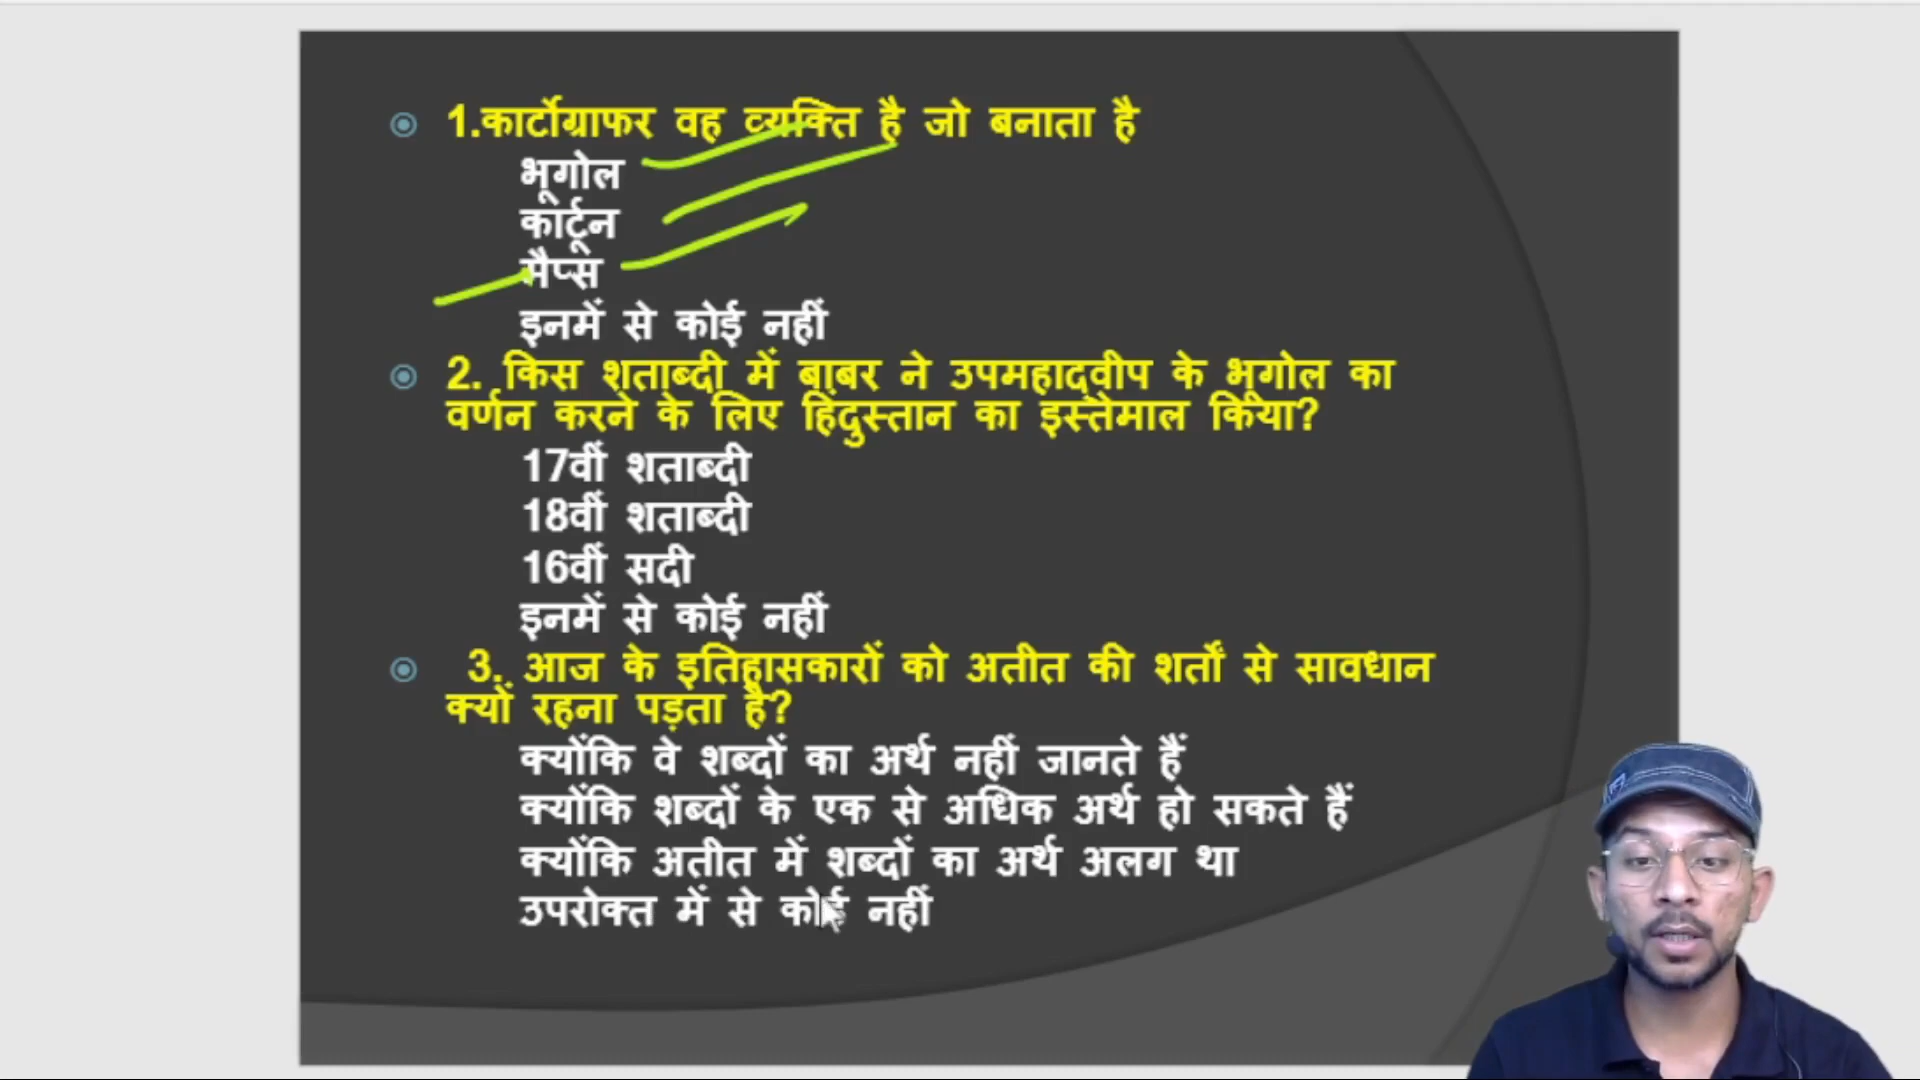 1.कार्टोग्राफर वह व्यक्ति है जो बनाता है
भूगोल
कार्टून
मैप्स
इनमें से कोई नहीं
2. किस शताब्दी में बाबर ने उपमहाद्वीप के भूगोल का
वर्णन करने के लिए हिंदुस्तान का इस्तेमाल किया?
17वीं शताब्दी
18वीं शताब्दी
16वीं सदी
इनमें से कोई नहीं
3. आज के इतिहासकारों को अतीत की शर्तों से सावधान
क्यों रहना पड़ता है?
क्योंकि वे शब्दों का अर्थ नहीं जानते हैं
क्योंकि शब्दों के एक से अधिक अर्थ हो सकते हैं
क्योंकि अतीत में शब्दों का अर्थ अलग था
उपरोक्त में से कोई नहीं